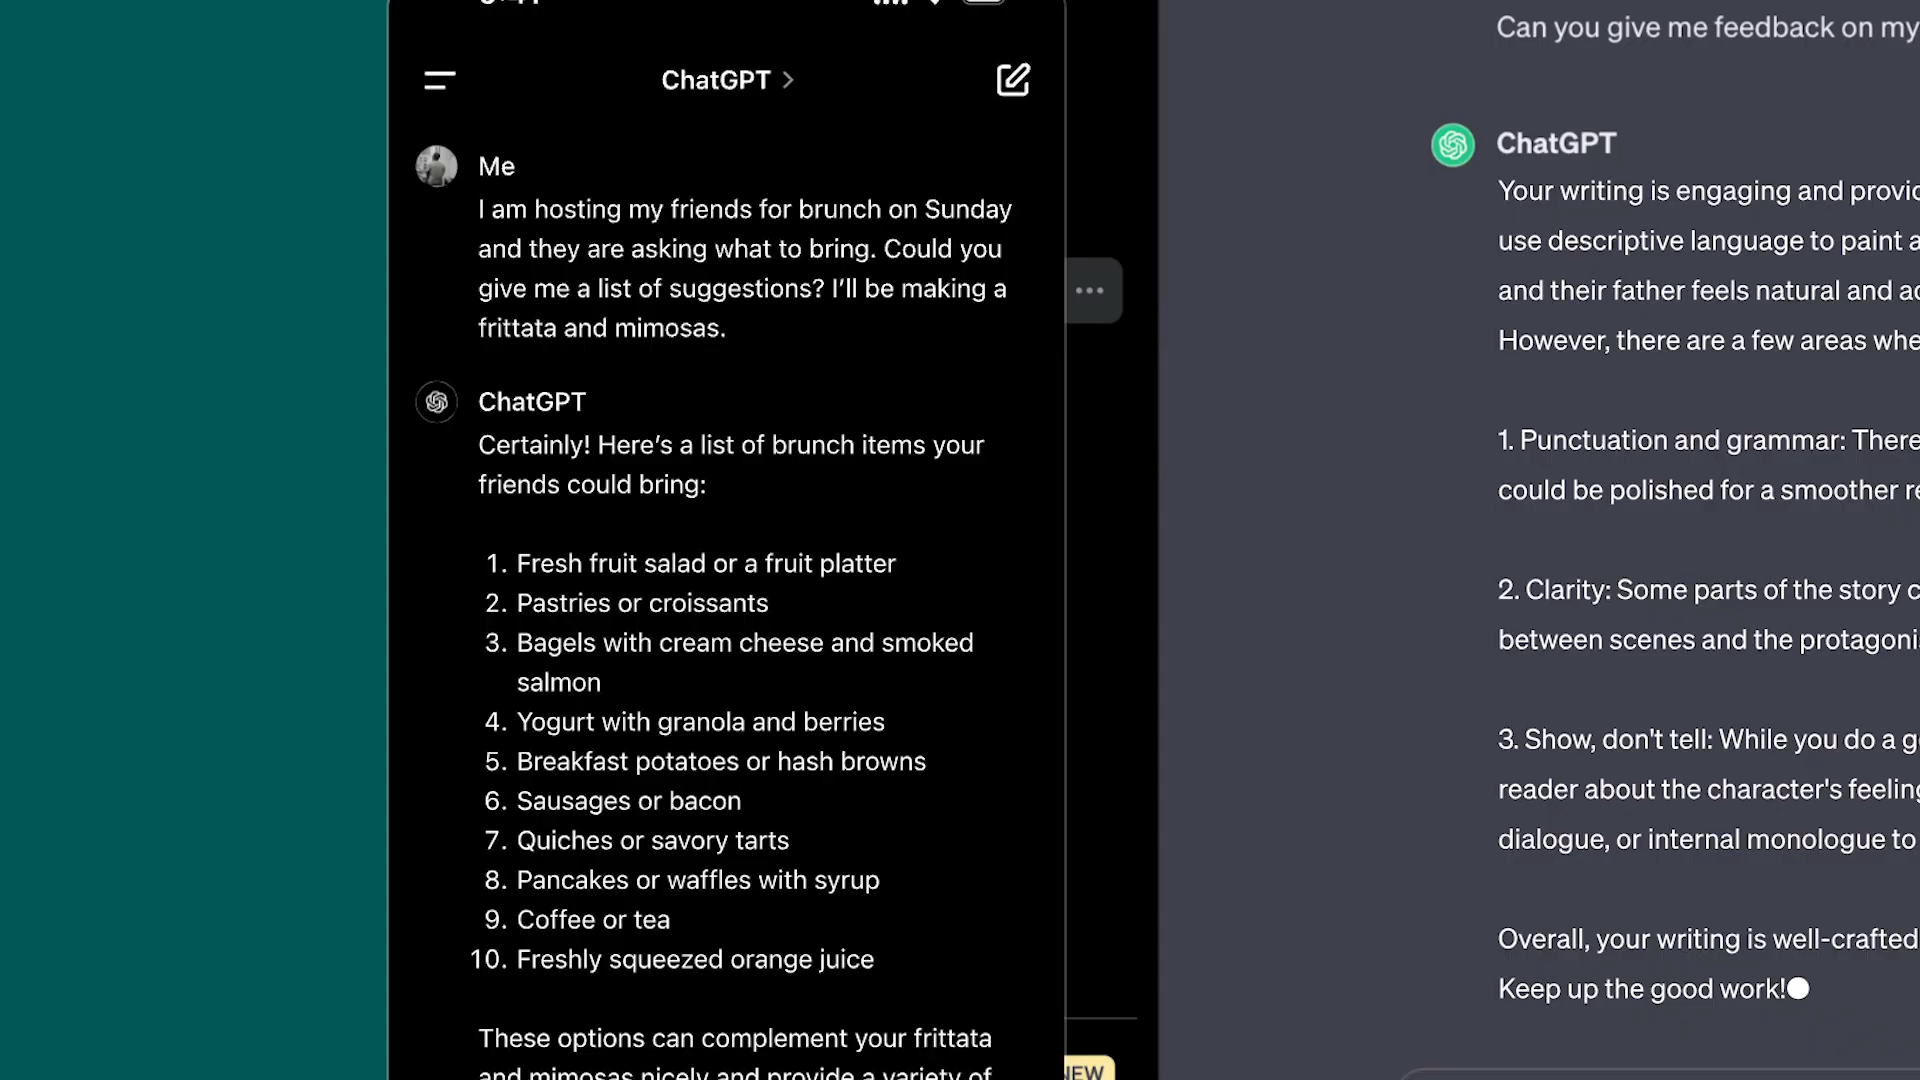 ChatGPT
Me
I am hosting my friends for brunch on Sunday
and they are asking what to bring. Could you
give me a list of suggestions? I'll be making a
frittata and mimosas.
ChatGPT
Certainly! Here's a list of brunch items your
friends could bring:
1. Fresh fruit salad or a fruit platter
2. Pastries or croissants
3. Bagels with cream cheese and smoked
salmon
4. Yogurt with granola and berries
5. Breakfast potatoes or hash browns
6. Sausages or bacon
7. Quiches or savory tarts
8. Pancakes or waffles with syrup
9. Coffee or tea
10. Freshly squeezed orange juice
These options can complement your frittata
and mimosas nicely and provide a variety of
NEW
Can you give me feedback on my
ChatGPT
Your writing is engaging and
use descriptive language to paint
and their father feels natural and
However, there are a few areas
1. Punctuation and grammar: There
could be polished for a smoother
2. Clarity: Some parts of the story
between scenes and the
3. Show, don't tell: While you do a
reader about the character's
dialogue, or internal monologue to
Overall, your writing is well-crafted
Keep up the good work!